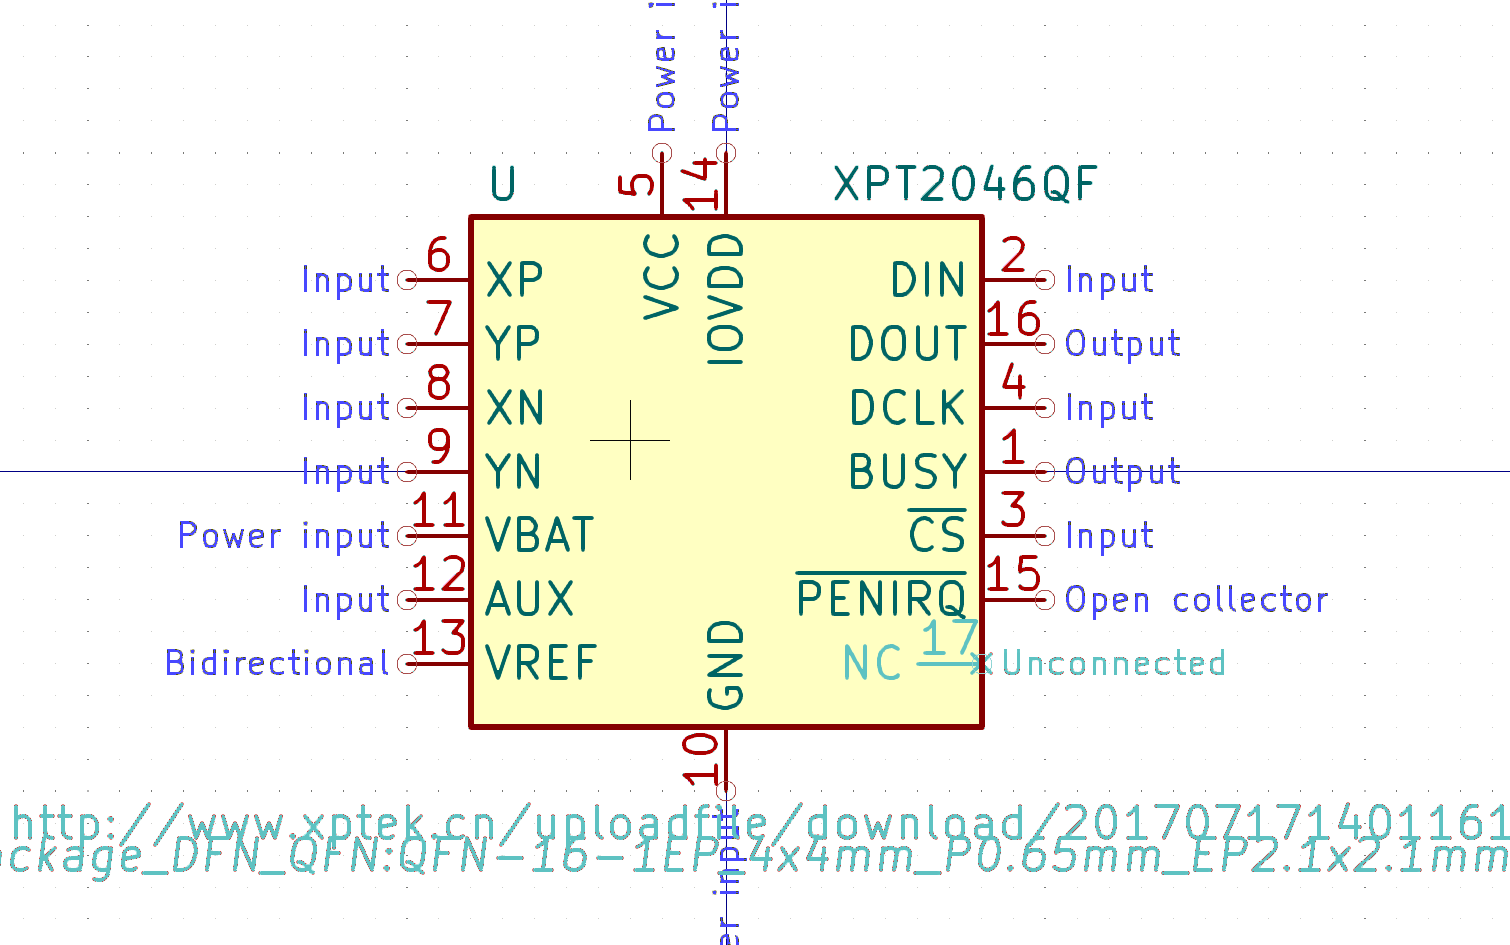 Power i
Power i
5
14
U
XPT2046QF
VCC
IOVDD
Input 6 XP
DIN 2 Input
Input 7 YP
DOUT 16 Output
Input 8 XN
DCLK 4 Input
Input 9 YN
BUSY 1 Output
Power input 11 VBAT
CS 3 Input
Input 12 AUX
PENIRQ 15 Open collector
Bidirectional 13 VREF
NC 17 Unconnected
GND
10
er input
http://www.xptek.cn/uploadfile/download/201707171401161
ckage_DFN_QFN:QFN-16-1EP_4x4mm_P0.65mm_EP2.1x2.1mm